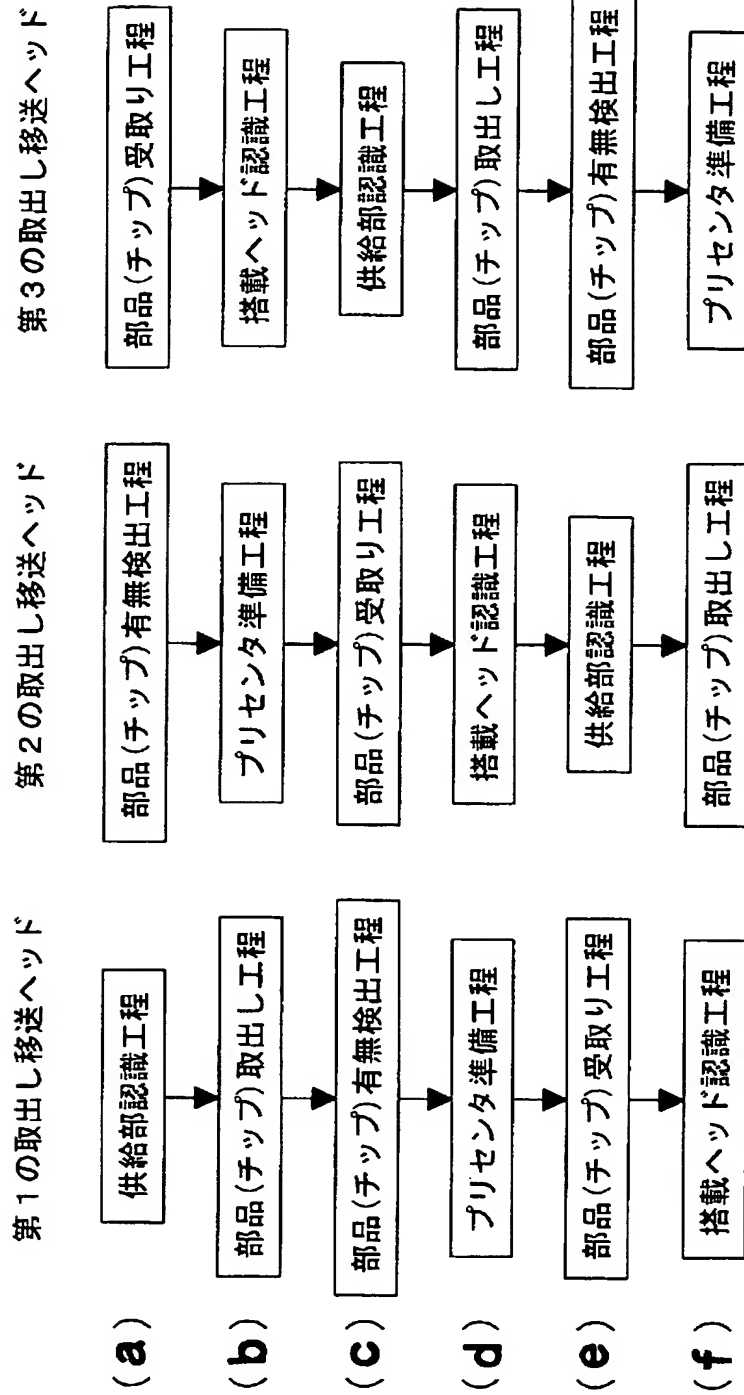 第1の取出し移送ヘッド 第2の取出し移送ヘッド 第3の取出し移送ヘッド
(a) 供給部認識工程 部品(チップ)有無検出工程 部品(チップ)受取り工程
(b) 部品(チップ)取出し工程 プリセンタ準備工程 搭載ヘッド認識工程
(c) 部品(チップ)有無検出工程 部品(チップ)受取り工程 供給部認識工程
(d) プリセンタ準備工程 搭載ヘッド認識工程 部品(チップ)取出し工程
(e) 部品(チップ)受取り工程 供給部認識工程 部品(チップ)有無検出工程
(f) 搭載ヘッド認識工程 部品(チップ)取出し工程 プリセンタ準備工程